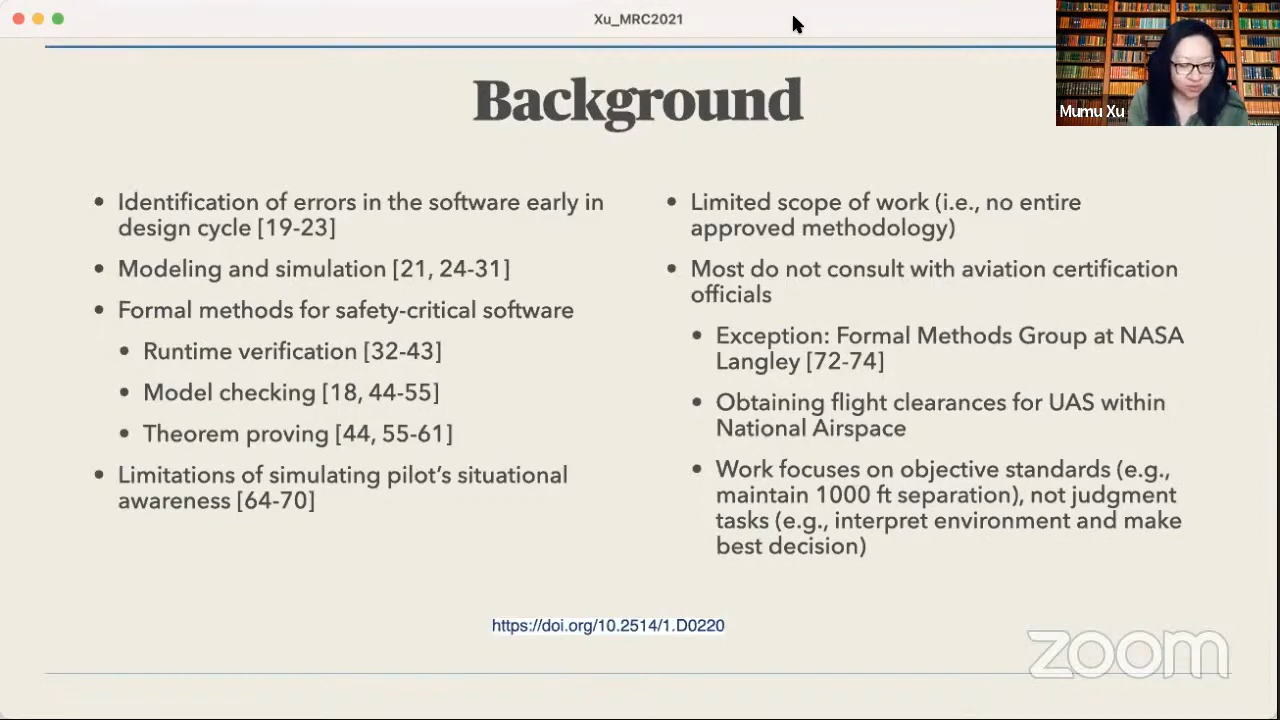 Xu_MRC2021
Mumu Xu
Background
• Identification of errors in the software early in
design cycle [19-23]
• Modeling and simulation [21, 24-31]
• Formal methods for safety-critical software
• Runtime verification [32-43]
• Model checking [18, 44-55]
• Theorem proving [44, 55-61]
• Limitations of simulating pilot's situational
awareness [64-70]
• Limited scope of work (i.e., no entire
approved methodology)
• Most do not consult with aviation certification
officials
• Exception: Formal Methods Group at NASA
Langley [72-74]
• Obtaining flight clearances for UAS within
National Airspace
• Work focuses on objective standards (e.g.,
maintain 1000 ft separation), not judgment
tasks (e.g., interpret environment and make
best decision)
https://doi.org/10.2514/1.D0220
zoom